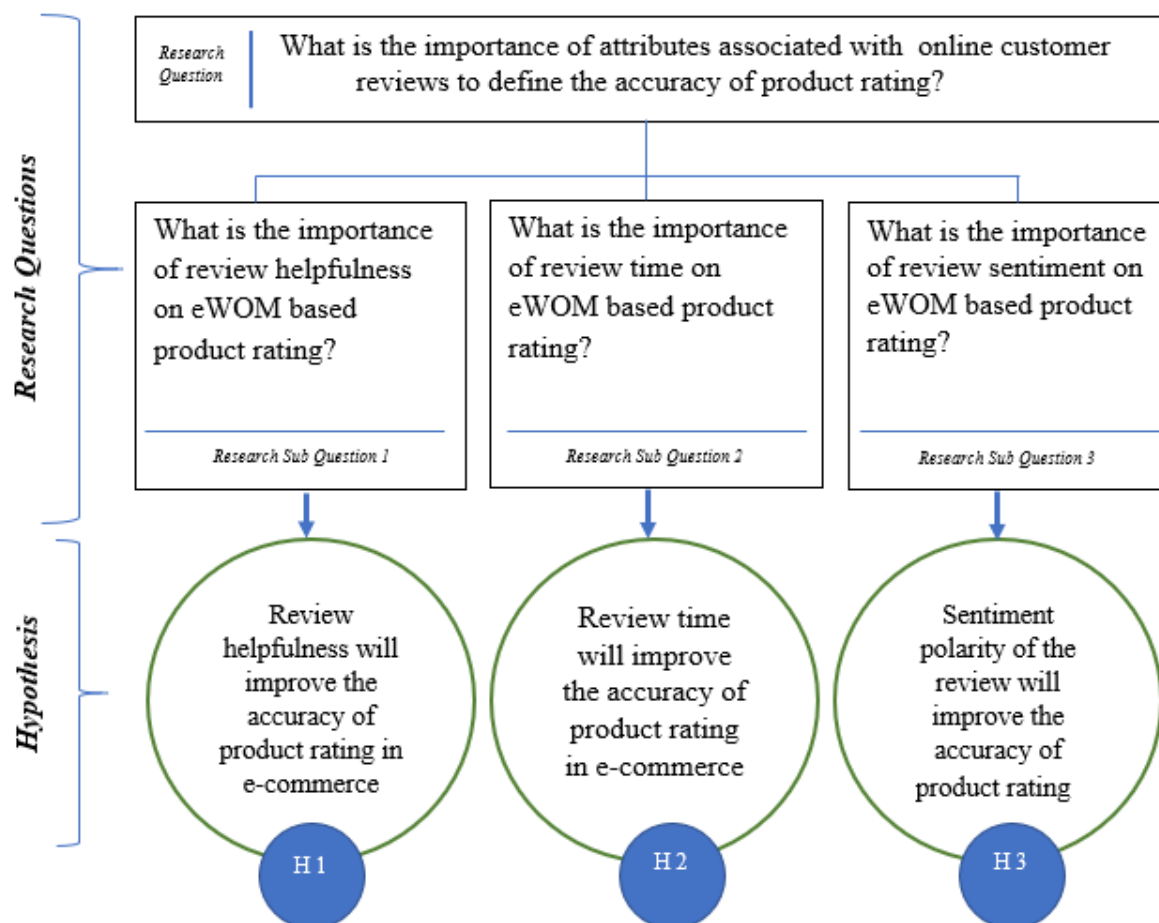 Research Questions
Research
Question
What is the importance of attributes associated with online customer
reviews to define the accuracy of product rating?
What is the importance
of review helpfulness
on eWOM based
product rating?
Research Sub Question 1
What is the importance
of review time on
eWOM based product
rating?
Research Sub Question 2
What is the importance
of review sentiment on
eWOM based product
rating?
Research Sub Question 3
Hypothesis
Review
helpfulness will
improve the
accuracy of
product rating in
e-commerce
H 1
Review time
will improve
the accuracy of
product rating
in e-commerce
H 2
Sentiment
polarity of the
review will
improve the
accuracy of
product rating
H 3